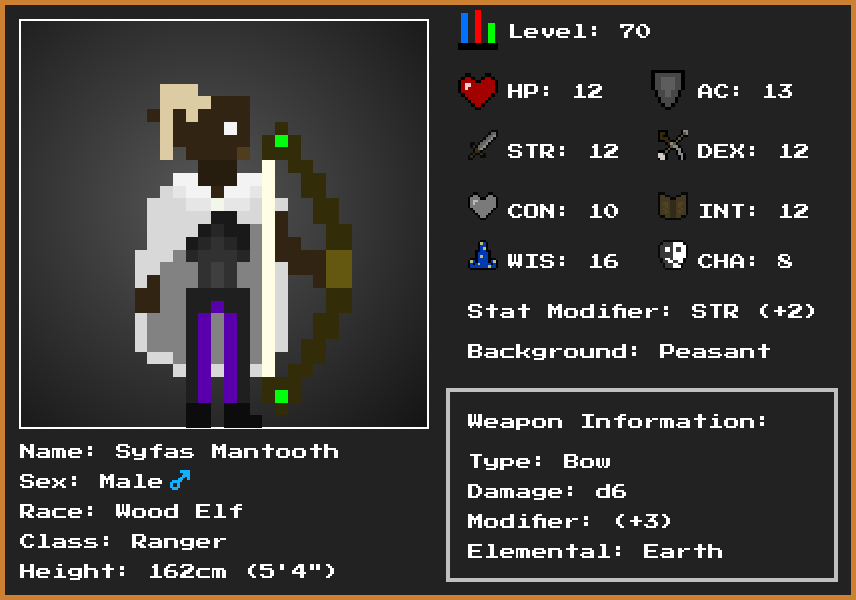 Level: 70
HP: 12
AC: 13
STR: 12
DEX: 12
CON: 10
INT: 12
WIS: 16
CHA: 8
Stat Modifier: STR (+2)
Background: Peasant
Weapon Information:
Type: Bow
Damage: d6
Modifier: (+3)
Elemental: Earth
Name: Syfas Mantooth
Sex: Male ♂
Race: Wood Elf
Class: Ranger
Height: 162cm (5'4")